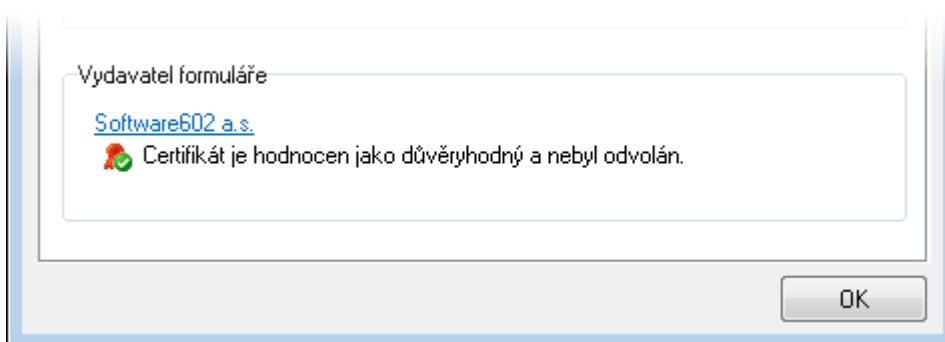 Vydavatel formuláře
Software602 a.s.
Certifikát je hodnocen jako důvěryhodný a nebyl odvolán.
OK